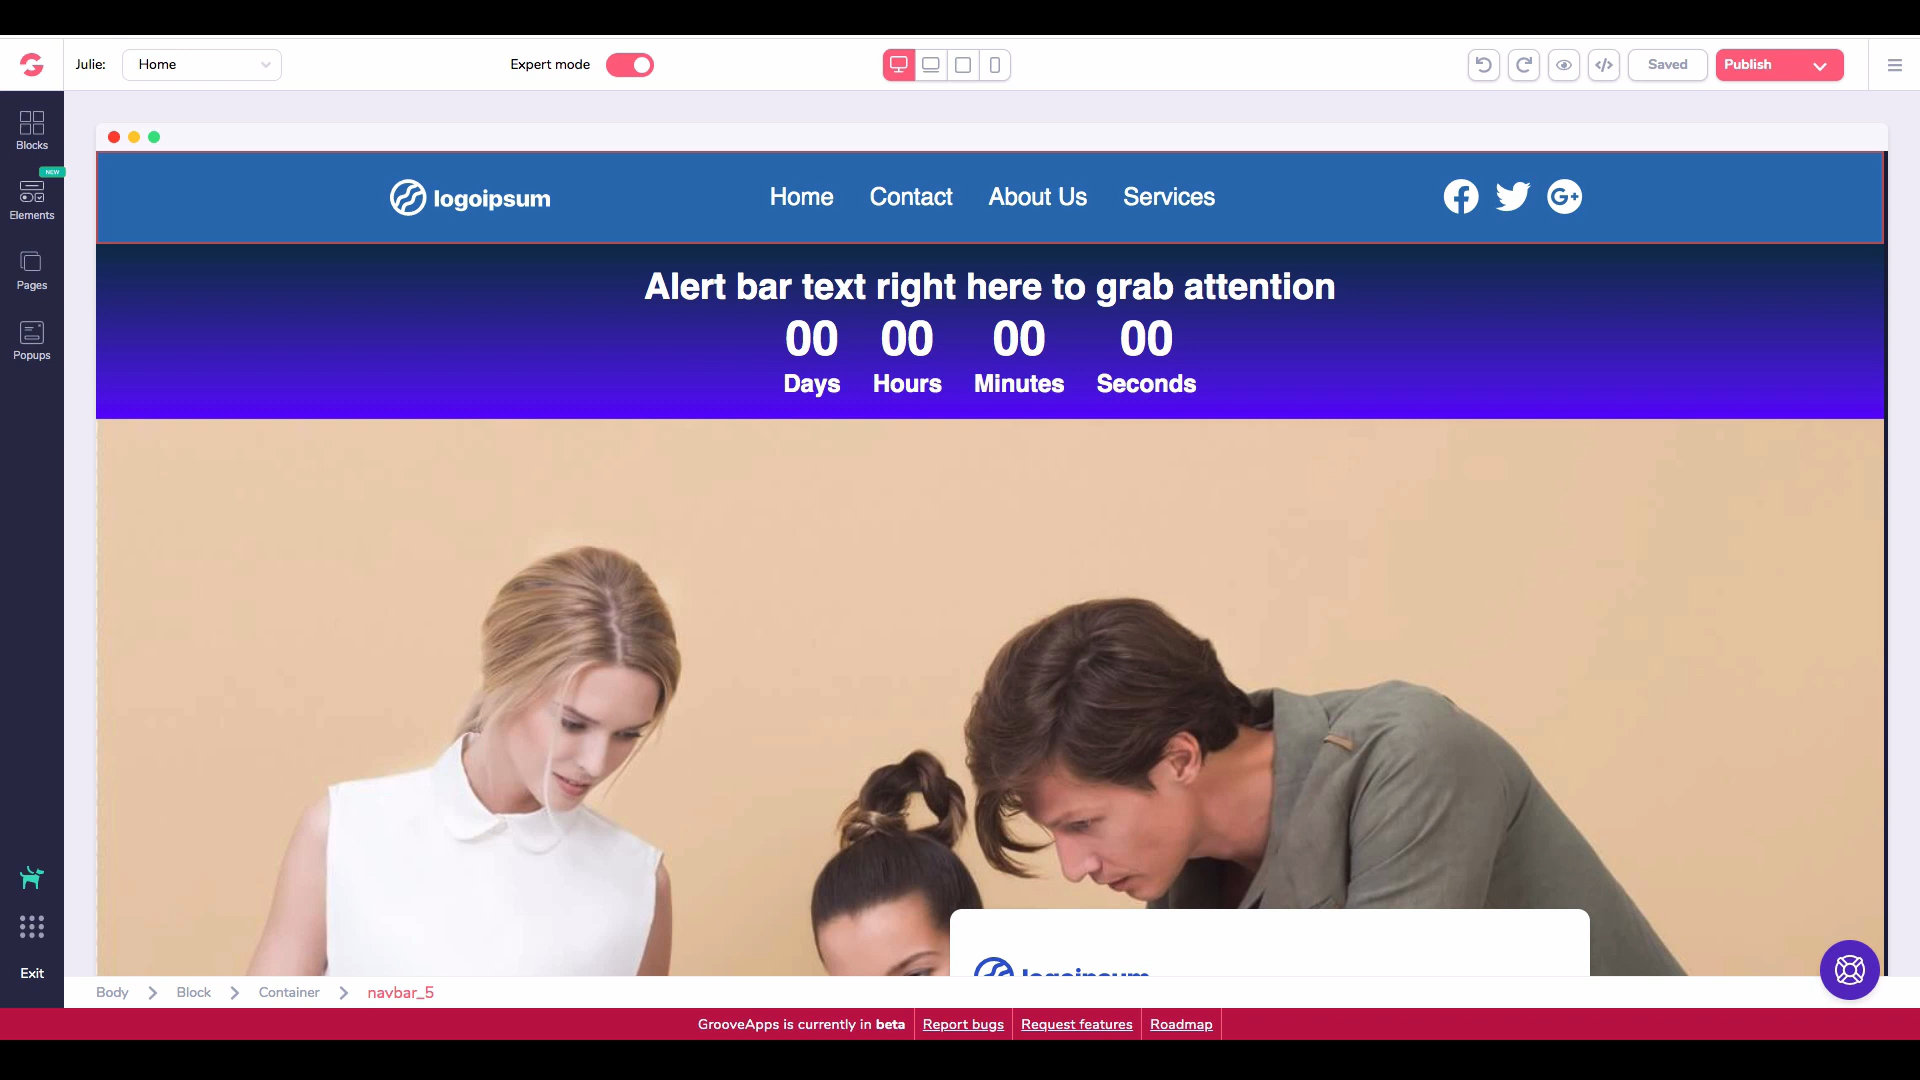 Julie: Home Expert mode Saved Publish
Blocks
NEW
Elements
Pages
Popups
Exit
logoipsum Home Contact About Us Services
Alert bar text right here to grab attention
00 00 00 00
Days Hours Minutes Seconds
logoipsum
Body Block Container navbar_5
GrooveApps is currently in beta Report bugs Request features Roadmap